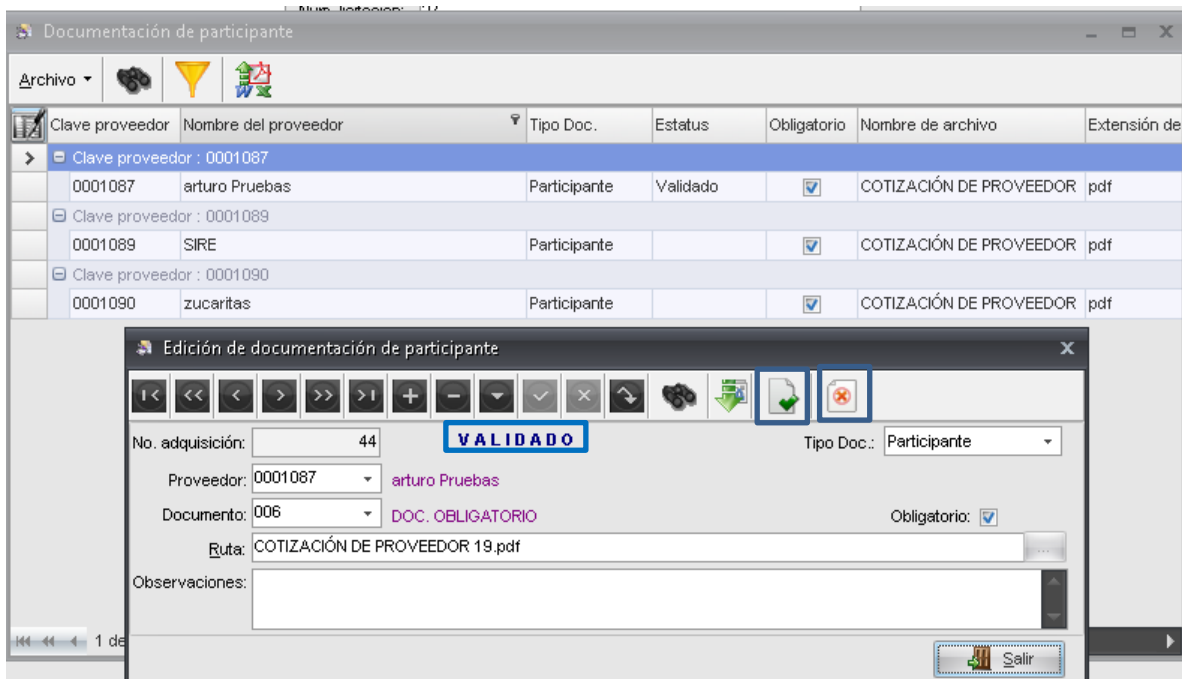 Documentación de participante
Archivo
Clave proveedor Nombre del proveedor Tipo Doc. Estatus Obligatorio Nombre de archivo Extensión de
Clave proveedor : 0001087
0001087 arturo Pruebas Participante Validado COTIZACIÓN DE PROVEEDOR pdf
Clave proveedor : 0001089
0001089 SIRE Participante COTIZACIÓN DE PROVEEDOR pdf
Clave proveedor : 0001090
0001090 zucaritas Participante COTIZACIÓN DE PROVEEDOR pdf
Edición de documentación de participante
No. adquisición: 44 VALIDADO Tipo Doc.: Participante
Proveedor: 0001087 arturo Pruebas
Documento: 006 DOC. OBLIGATORIO Obligatorio:
Ruta: COTIZACIÓN DE PROVEEDOR 19.pdf ...
Observaciones:
1 de
Salir